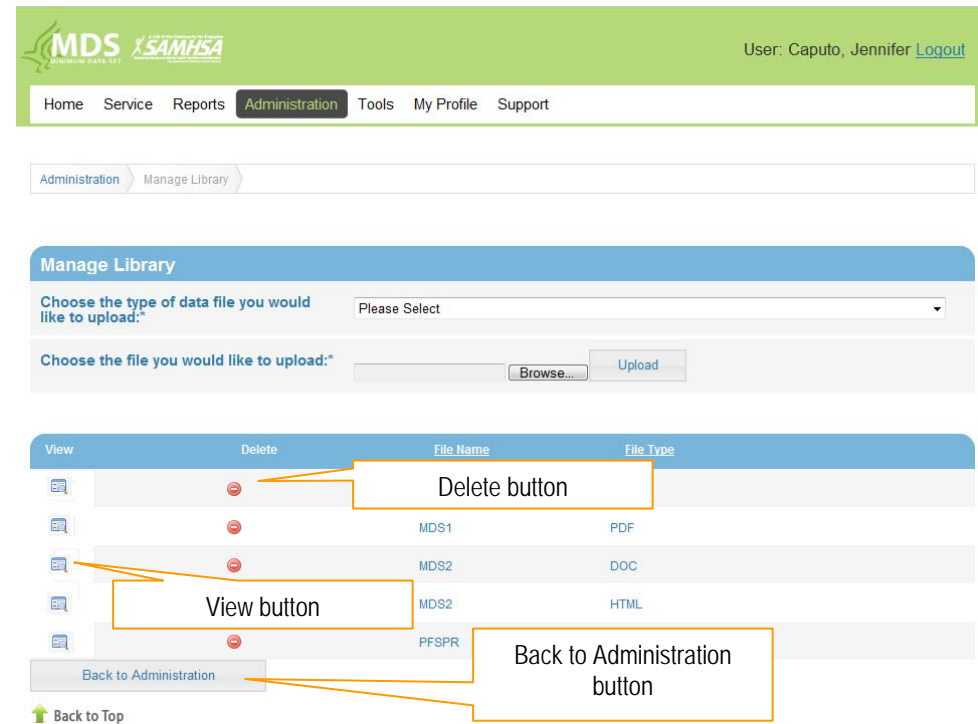 MDS SAMHSA
MINIMUM DATA SET
User: Caputo, Jennifer Logout
Home Service Reports Administration Tools My Profile Support
Administration Manage Library
Manage Library
Choose the type of data file you would
like to upload:*
Please Select
Choose the file you would like to upload:*
Browse... Upload
View Delete File Name File Type
Delete button
MDS1 PDF
MDS2 DOC
View button
MDS2 HTML
PFSPR
Back to Administration
button
Back to Administration
Back to Top